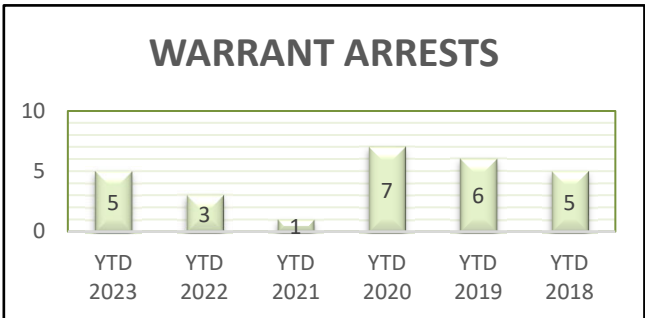 WARRANT ARRESTS
10
5
0
5
3
1
7
6
5
YTD 2023
YTD 2022
YTD 2021
YTD 2020
YTD 2019
YTD 2018